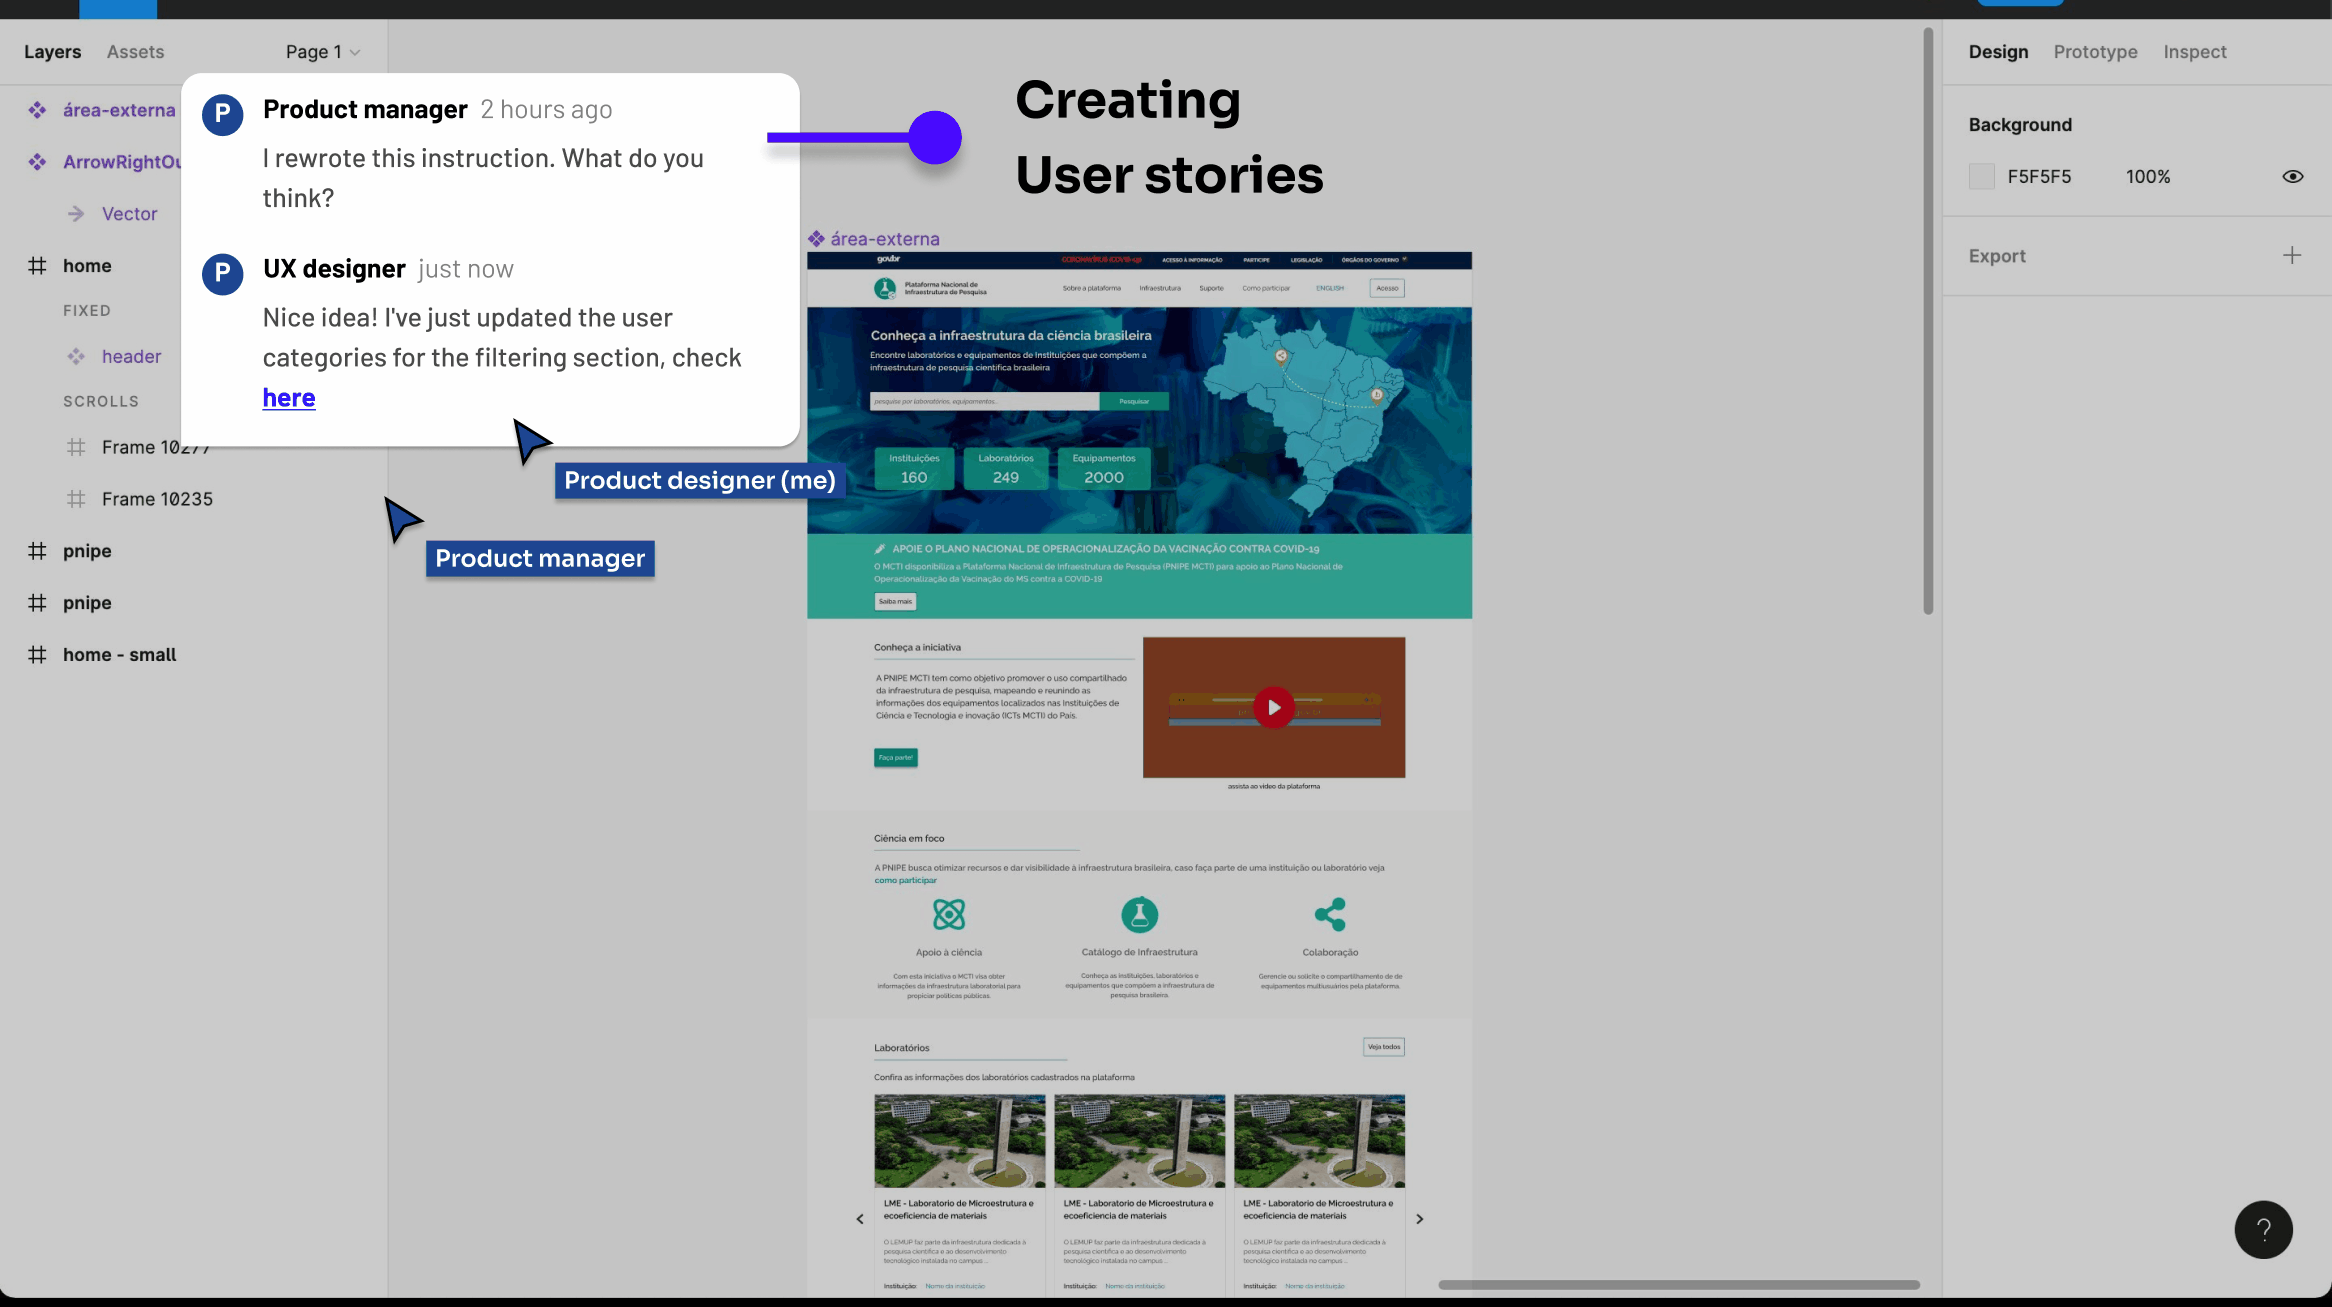 Layers Assets Page 1
Design Prototype Inspect
área-externa
Vector
home
FIXED
header
SCROLLS
Frame 10277
Frame 10235
pnipe
pnipe
home - small
P Product manager 2 hours ago
I rewrote this instruction. What do you
think?
P UX designer just now
Nice idea! I've just updated the user
categories for the filtering section, check
here
Product designer (me)
Product manager
Creating
User stories
área-externa
govbr CORONAVÍRUS (COVID-19) ACESSO À INFORMAÇÃO PARTICIPE LEGISLAÇÃO ÓRGÃOS DO GOVERNO
Plataforma Nacional de
Infraestrutura de Pesquisa
Sobre a plataforma Infraestrutura Suporte Como participar ENGLISH Acesso
Conheça a infraestrutura da ciência brasileira
Encontre laboratórios e equipamentos de Instituições que compõem a
infraestrutura de pesquisa científica brasileira
pesquise por laboratórios, equipamentos... Pesquisar
Instituições Laboratórios Equipamentos
160 249 2000
APOIE O PLANO NACIONAL DE OPERACIONALIZAÇÃO DA VACINAÇÃO CONTRA COVID-19
O MCTI disponibiliza a Plataforma Nacional de Infraestrutura de Pesquisa (PNIPE MCTI) para apoio ao Plano Nacional de
Operacionalização da Vacinação do MS contra a COVID-19
Saiba mais
Conheça a iniciativa
A PNIPE MCTI tem como objetivo promover o uso compartilhado
da infraestrutura de pesquisa, mapeando e reunindo as
informações dos equipamentos localizados nas Instituições de
Ciência e Tecnologia e inovação (ICTs MCTI) do País.
Faça parte!
assista ao vídeo da plataforma
Ciência em foco
A PNIPE busca otimizar recursos e dar visibilidade à infraestrutura brasileira, caso faça parte de uma instituição ou laboratório veja
como participar
Apoio à ciência
Com esta iniciativa o MCTI visa obter
informações da infraestrutura laboratorial para
propiciar políticas públicas.
Catálogo de Infraestrutura
Conheça as instituições, laboratórios e
equipamentos que compõem a infraestrutura de
pesquisa brasileira.
Colaboração
Gerencie ou solicite o compartilhamento de de
equipamentos multiusuários pela plataforma.
Laboratórios Veja todos
Confira as informações dos laboratórios cadastrados na plataforma
LME - Laboratorio de Microestrutura e
ecoeficiencia de materiais
O LEMUP faz parte da infraestrutura dedicada à
pesquisa científica e ao desenvolvimento
tecnológico instalada no campus ...
Instituição: Nome da instituição
LME - Laboratorio de Microestrutura e
ecoeficiencia de materiais
O LEMUP faz parte da infraestrutura dedicada à
pesquisa científica e ao desenvolvimento
tecnológico instalada no campus ...
Instituição: Nome da instituição
LME - Laboratorio de Microestrutura e
ecoeficiencia de materiais
O LEMUP faz parte da infraestrutura dedicada à
pesquisa científica e ao desenvolvimento
tecnológico instalada no campus ...
Instituição: Nome da instituição
Background
F5F5F5 100%
Export
?